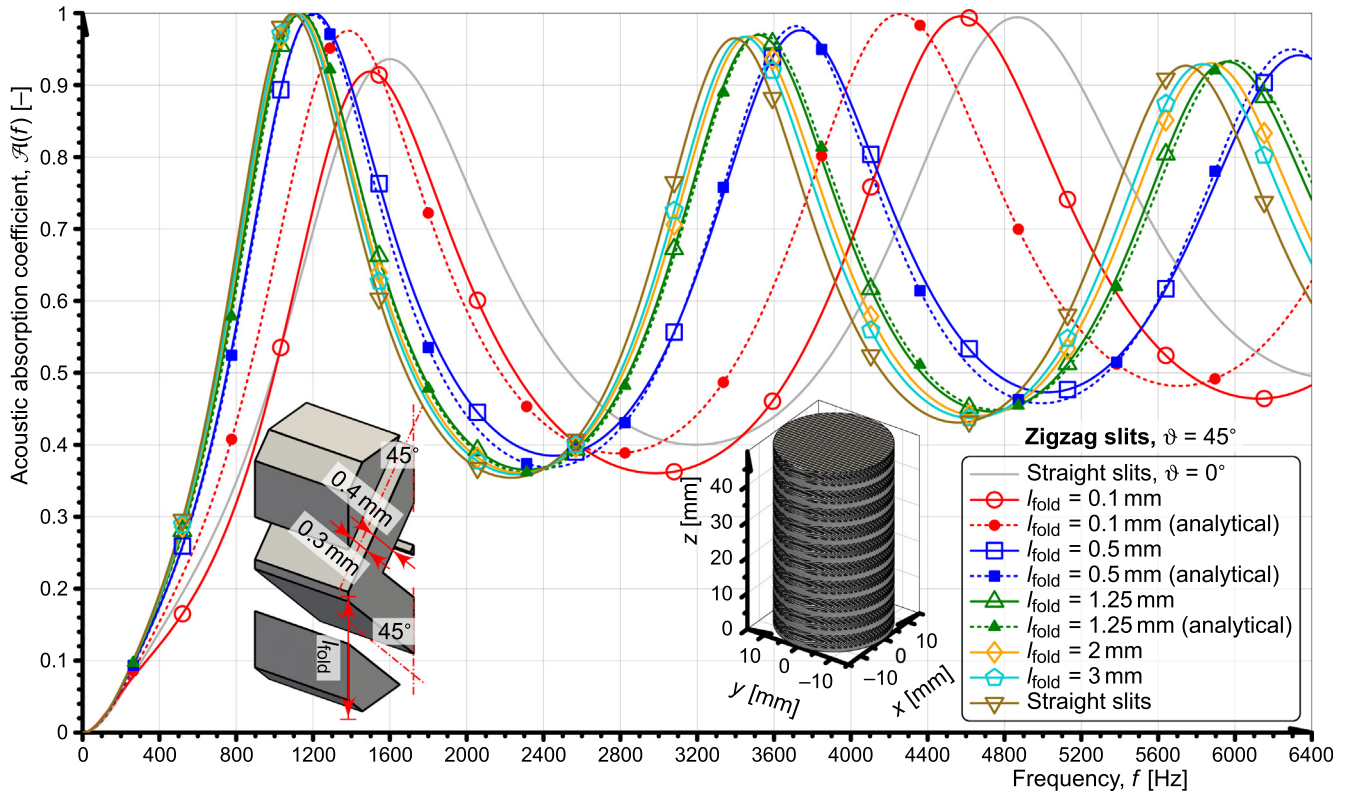 Acoustic absorption coefficient, 𝒜(f) [–]
1
0.9
0.8
0.7
0.6
0.5
0.4
0.3
0.2
0.1
0
0 400 800 1200 1600 2000 2400 2800 3200 3600 4000 4400 4800 5200 5600 6000 6400
Frequency, f [Hz]
45°
0.4 mm
0.3 mm
45°
lfold
z [mm]
40
30
20
10
0
10
0
−10
y [mm]
10
0
−10
x [mm]
Zigzag slits, ϑ = 45°
Straight slits, ϑ = 0°
lfold = 0.1 mm
lfold = 0.1 mm (analytical)
lfold = 0.5 mm
lfold = 0.5 mm (analytical)
lfold = 1.25 mm
lfold = 1.25 mm (analytical)
lfold = 2 mm
lfold = 3 mm
Straight slits